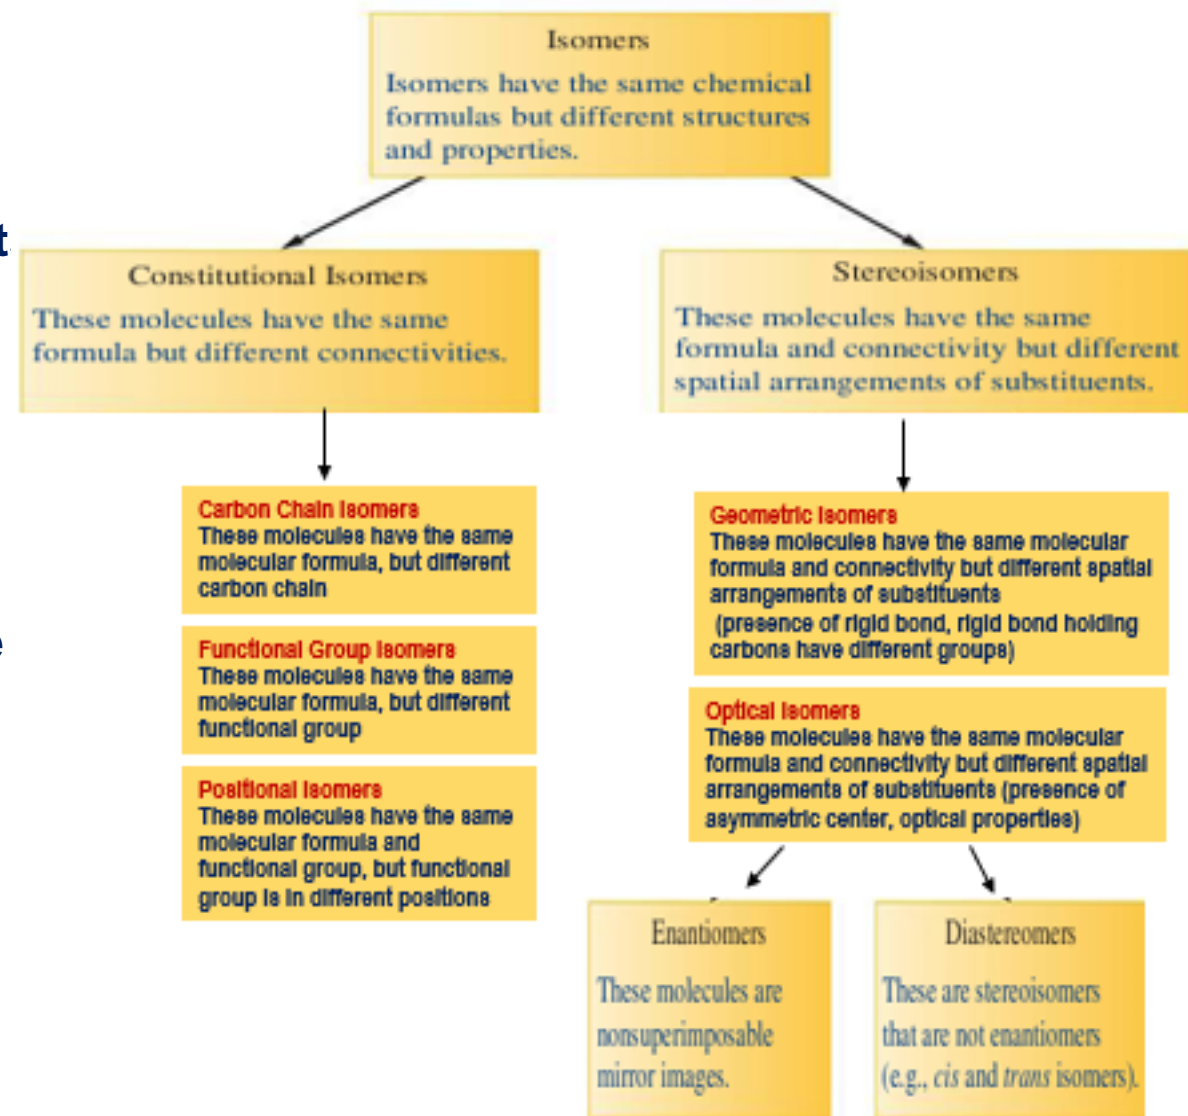 Isomers
Isomers have the same chemical
formulas but different structures
and properties.
t
Constitutional Isomers
These molecules have the same
formula but different connectivities.
Stereoisomers
These molecules have the same
formula and connectivity but different
spatial arrangements of substituents.
Carbon Chain Isomers
These molecules have the same
molecular formula, but different
carbon chain
e
Functional Group Isomers
These molecules have the same
molecular formula, but different
functional group
Positional Isomers
These molecules have the same
molecular formula and
functional group, but functional
group is in different positions
Geometric Isomers
These molecules have the same molecular
formula and connectivity but different spatial
arrangements of substituents
(presence of rigid bond, rigid bond holding
carbons have different groups)
Optical Isomers
These molecules have the same molecular
formula and connectivity but different spatial
arrangements of substituents (presence of
asymmetric center, optical properties)
Enantiomers
These molecules are
nonsuperimposable
mirror images.
Diastereomers
These are stereoisomers
that are not enantiomers
(e.g., cis and trans isomers).